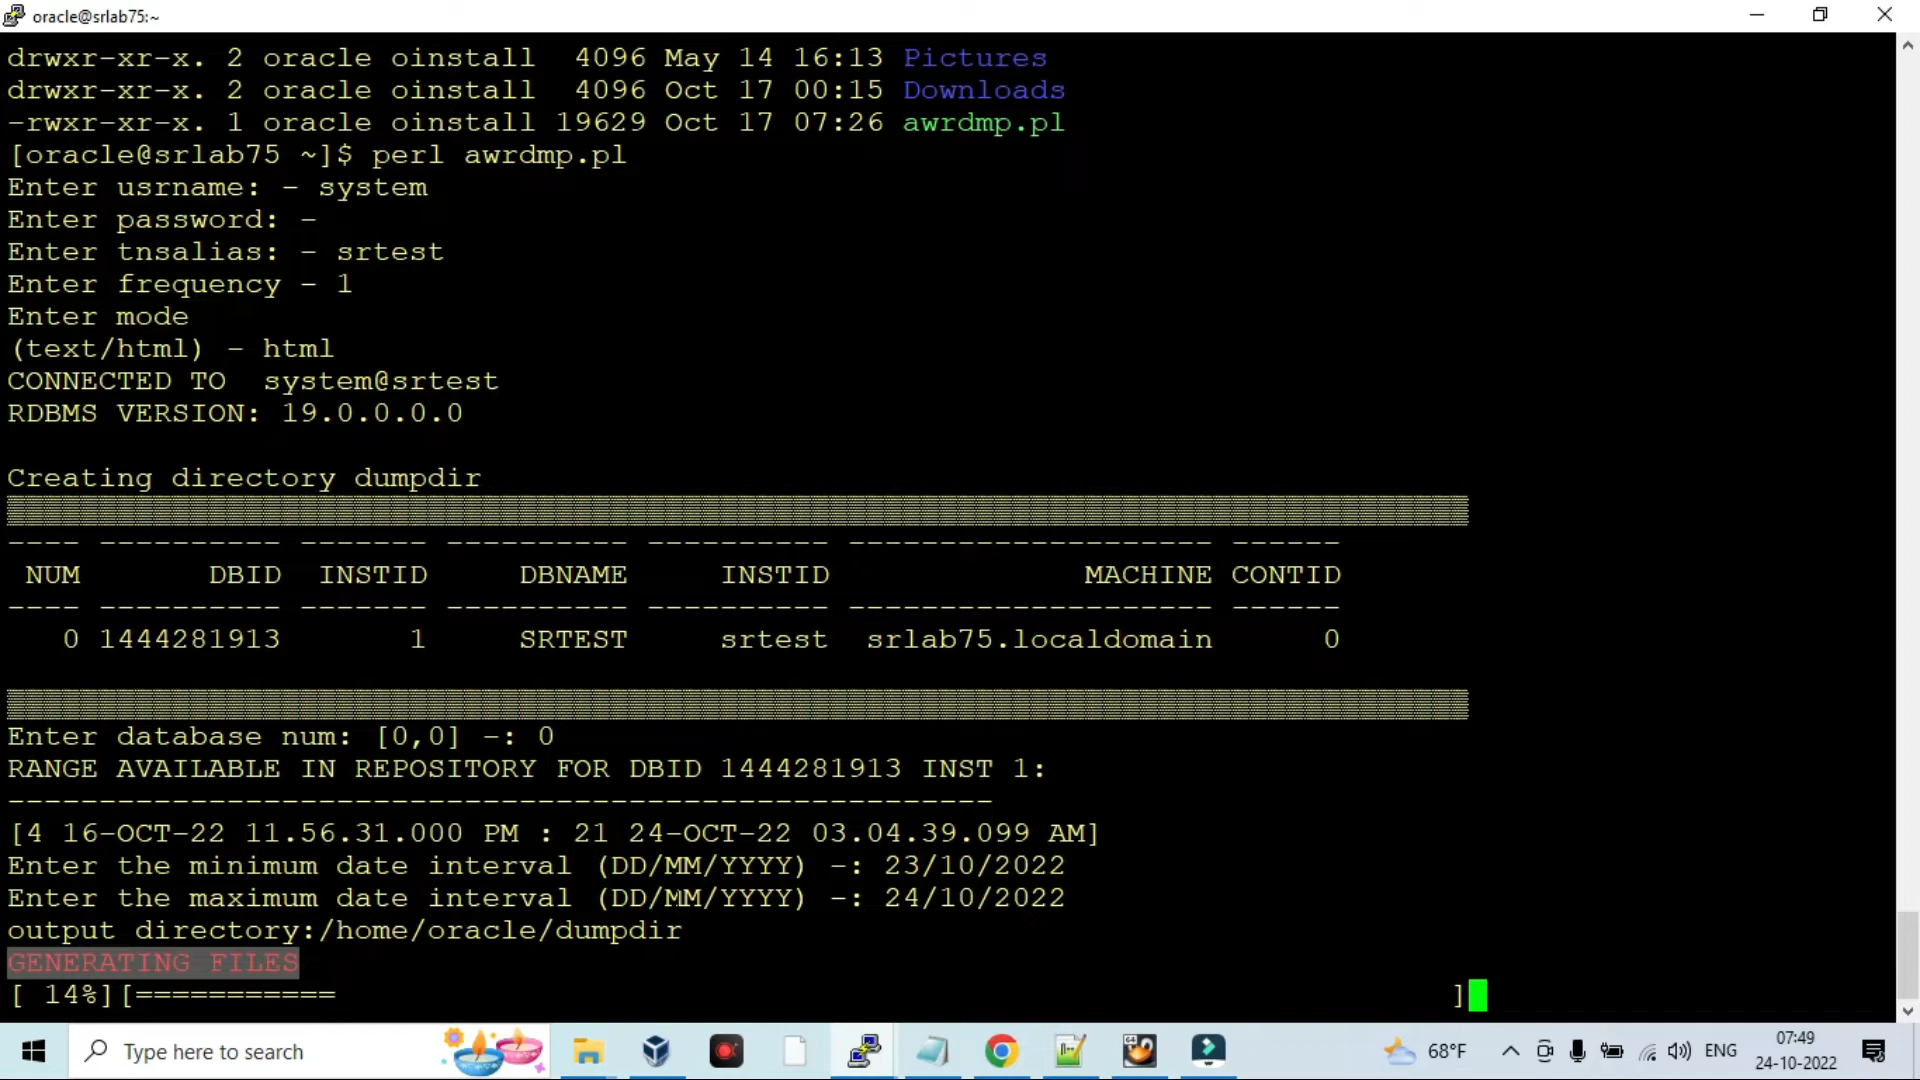 oracle@srlab75:~
drwxr-xr-x. 2 oracle oinstall  4096 May 14 16:13 Pictures
drwxr-xr-x. 2 oracle oinstall  4096 Oct 17 00:15 Downloads
-rwxr-xr-x. 1 oracle oinstall 19629 Oct 17 07:26 awrdmp.pl
[oracle@srlab75 ~]$ perl awrdmp.pl
Enter usrname: - system
Enter password: -
Enter tnsalias: - srtest
Enter frequency - 1
Enter mode
(text/html) - html
CONNECTED TO  system@srtest
RDBMS VERSION: 19.0.0.0.0
Creating directory dumpdir
---- ---------- ------- ---------- ---------- -------------------- ------
NUM DBID INSTID DBNAME INSTID MACHINE CONTID
---- ---------- ------- ---------- ---------- -------------------- ------
0 1444281913 1 SRTEST srtest srlab75.localdomain 0
Enter database num: [0,0] -: 0
RANGE AVAILABLE IN REPOSITORY FOR DBID 1444281913 INST 1:
------------------------------------------------------
[4 16-OCT-22 11.56.31.000 PM : 21 24-OCT-22 03.04.39.099 AM]
Enter the minimum date interval (DD/MM/YYYY) -: 23/10/2022
Enter the maximum date interval (DD/MM/YYYY) -: 24/10/2022
output directory:/home/oracle/dumpdir
GENERATING FILES
[ 14%][=========== ]
Type here to search
68°F
ENG
07:49
24-10-2022